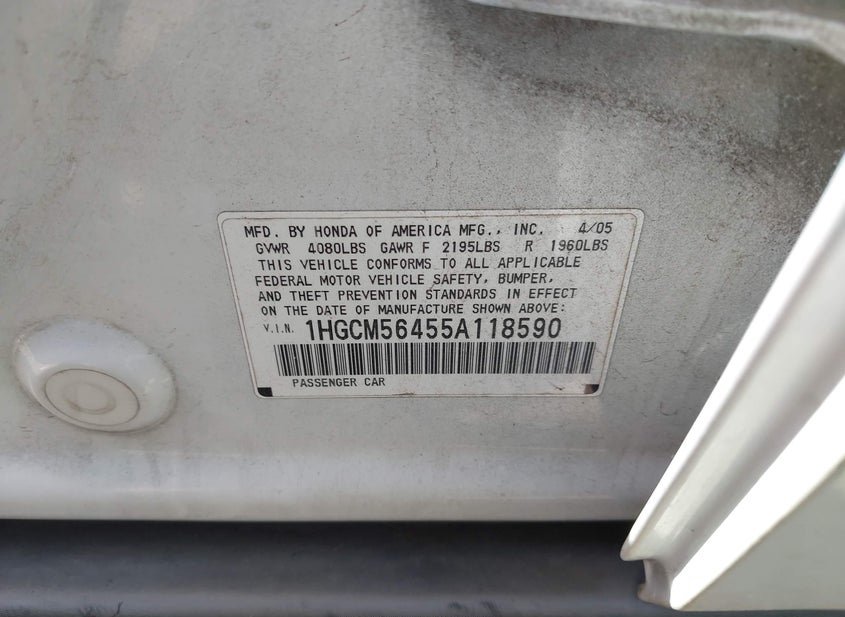 MFD. BY HONDA OF AMERICA MFG., INC. 4/05
GVWR 4080LBS GAWR F 2195LBS R 1960LBS
THIS VEHICLE CONFORMS TO ALL APPLICABLE
FEDERAL MOTOR VEHICLE SAFETY, BUMPER,
AND THEFT PREVENTION STANDARDS IN EFFECT
ON THE DATE OF MANUFACTURE SHOWN ABOVE:
V.I.N. 1HGCM56455A118590
PASSENGER CAR